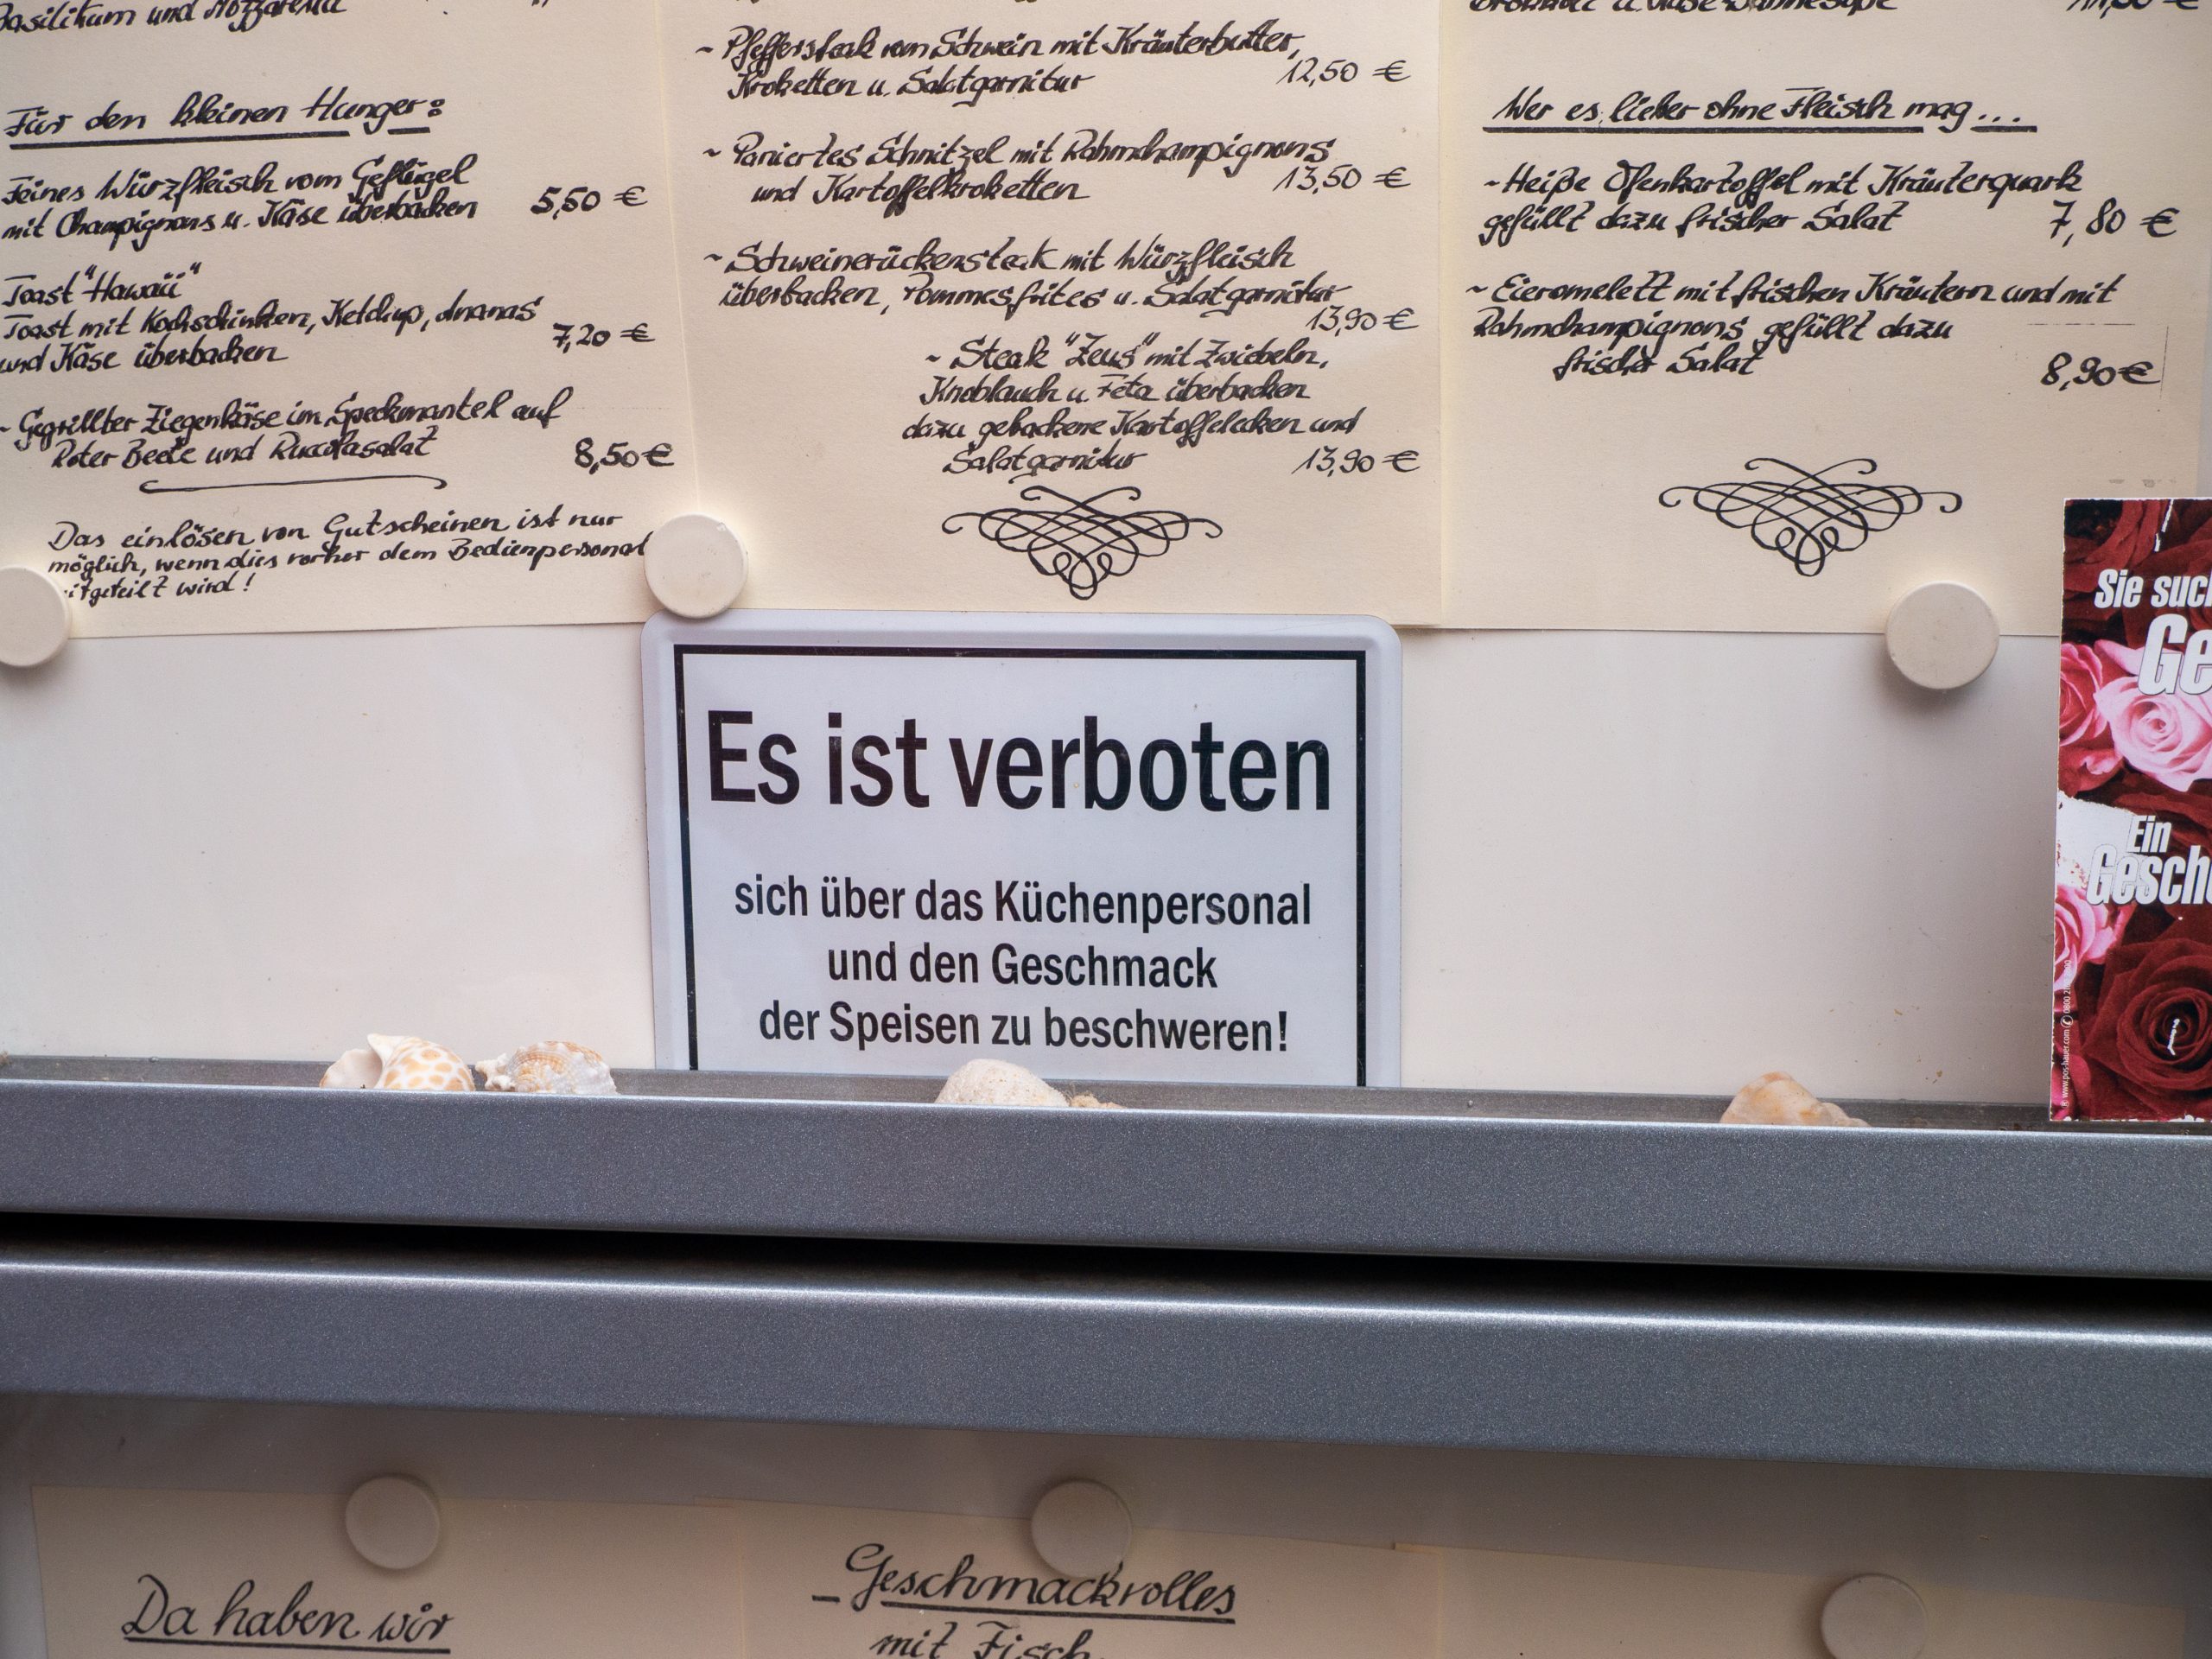 Basilikum und Mozzarella
Für den kleinen Hunger:
Feines Würzfleisch vom Geflügel
mit Champignons u. Käse überbacken 5,50 €
Toast "Hawaii"
Toast mit Kochschinken, Ketchup, Ananas
und Käse überbacken 7,20 €
~ Gegrillter Ziegenkäse im Speckmantel auf
Roter Beete und Ruccolasalat 8,50 €
Das einlösen von Gutscheinen ist nur
möglich, wenn dies vorher dem Bedienpersonal
mitgeteilt wird!
~ Pfeffersteak vom Schwein mit Kräuterbutter,
Kroketten u. Salatgarnitur 12,50 €
~ Paniertes Schnitzel mit Rahmchampignons
und Kartoffelkroketten 13,50 €
~ Schweinerückensteak mit Würzfleisch
überbacken, Pommes frites u. Salatgarnitur
13,90 €
~ Steak "Zeus" mit Zwiebeln,
Knoblauch u. Feta überbacken
dazu gebackene Kartoffelecken und
Salatgarnitur 13,90 €
Wer es lieber ohne Fleisch mag...
~ Heiße Ofenkartoffel mit Kräuterquark
gefüllt dazu frischer Salat 7,80 €
~ Eieromelett mit frischen Kräutern und mit
Rahmchampignons gefüllt dazu
frischer Salat 8,90 €
Es ist verboten
sich über das Küchenpersonal
und den Geschmack
der Speisen zu beschweren!
Sie such
Ge
Ein
Gesch
Da haben wir
- Geschmackvolles
mit Fisch